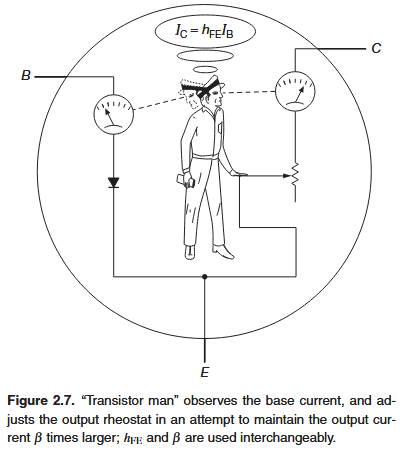 I_C = h_FE I_B
B
C
E
Figure 2.7. “Transistor man” observes the base current, and ad-
justs the output rheostat in an attempt to maintain the output cur-
rent β times larger; h_FE and β are used interchangeably.